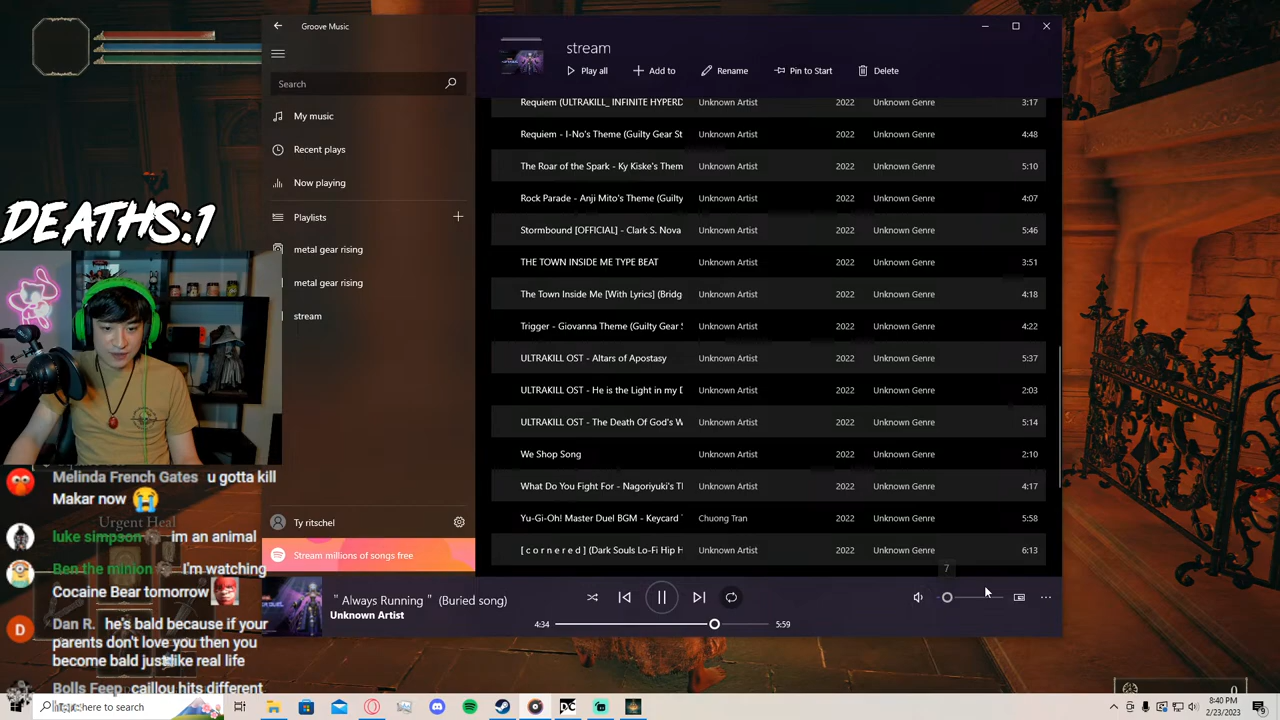 Groove Music
stream
Play all
Add to
Rename
Pin to Start
Delete
Search
My music
Recent plays
Now playing
Playlists
metal gear rising
metal gear rising
stream
Requiem (ULTRAKILL_ INFINITE HYPERD Unknown Artist 2022 Unknown Genre 3:17
Requiem - I-No's Theme (Guilty Gear St Unknown Artist 2022 Unknown Genre 4:48
The Roar of the Spark - Ky Kiske's Them Unknown Artist 2022 Unknown Genre 5:10
Rock Parade - Anji Mito's Theme (Guilty Unknown Artist 2022 Unknown Genre 4:07
Stormbound [OFFICIAL] - Clark S. Nova Unknown Artist 2022 Unknown Genre 5:46
THE TOWN INSIDE ME TYPE BEAT Unknown Artist 2022 Unknown Genre 3:51
The Town Inside Me [With Lyrics] (Bridg Unknown Artist 2022 Unknown Genre 4:18
Trigger - Giovanna Theme (Guilty Gear Unknown Artist 2022 Unknown Genre 4:22
ULTRAKILL OST - Altars of Apostasy Unknown Artist 2022 Unknown Genre 5:37
ULTRAKILL OST - He is the Light in my Unknown Artist 2022 Unknown Genre 2:03
ULTRAKILL OST - The Death Of God's W Unknown Artist 2022 Unknown Genre 5:14
We Shop Song Unknown Artist 2022 Unknown Genre 2:10
What Do You Fight For - Nagoriyuki's Unknown Artist 2022 Unknown Genre 4:17
Yu-Gi-Oh! Master Duel BGM - Keycard Chuong Tran 2022 Unknown Genre 5:58
[ c o r n e r e d ] (Dark Souls Lo-Fi Hip H Unknown Artist 2022 Unknown Genre 6:13
DEATHS:1
Ty ritschel
Stream millions of songs free
7
" Always Running " (Buried song)
Unknown Artist
4:34
5:59
Melinda French Gates u gotta kill
Makar now 😭
Urgent Heal
luke simpson im an animal
Ben the minion I'm watching
Cocaine Bear tomorrow
Dan R. he's bald because if your
parents don't love you then you
become bald just like real life
Bolls Feep caillou hits different
here to search
0
8:40 PM
2/23/2023
9